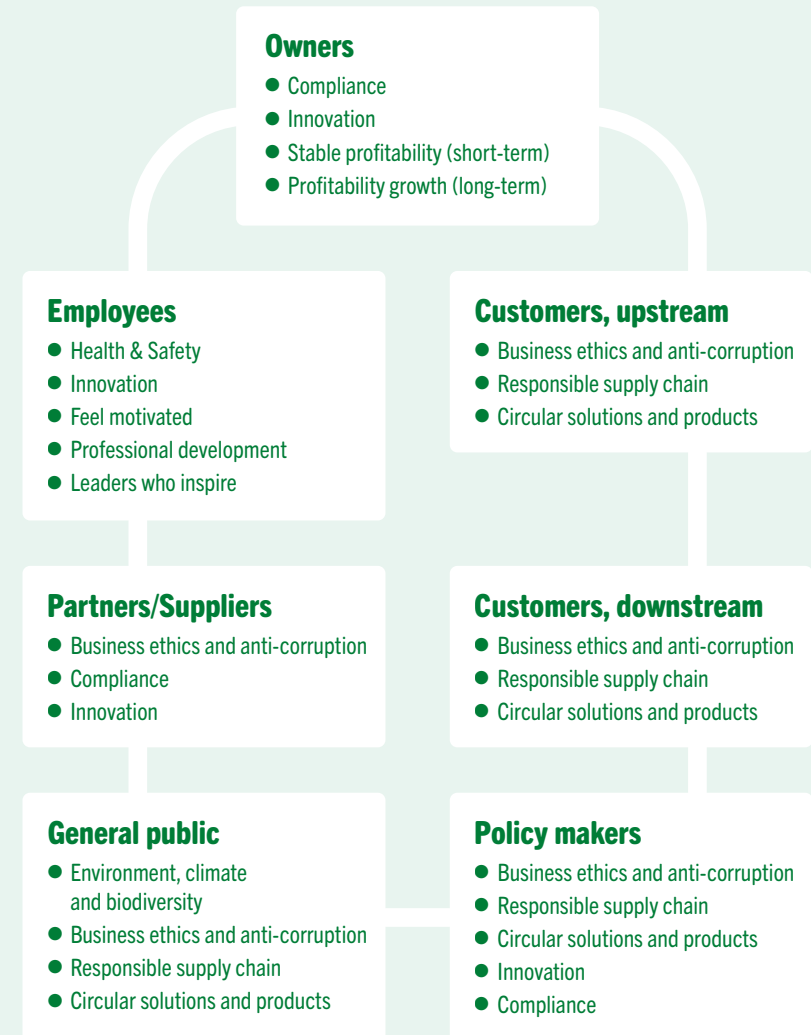 Owners
Compliance
Innovation
Stable profitability (short-term)
Profitability growth (long-term)
Employees
Health & Safety
Innovation
Feel motivated
Professional development
Leaders who inspire
Customers, upstream
Business ethics and anti-corruption
Responsible supply chain
Circular solutions and products
Partners/Suppliers
Business ethics and anti-corruption
Compliance
Innovation
Customers, downstream
Business ethics and anti-corruption
Responsible supply chain
Circular solutions and products
General public
Environment, climate
and biodiversity
Business ethics and anti-corruption
Responsible supply chain
Circular solutions and products
Policy makers
Business ethics and anti-corruption
Responsible supply chain
Circular solutions and products
Innovation
Compliance